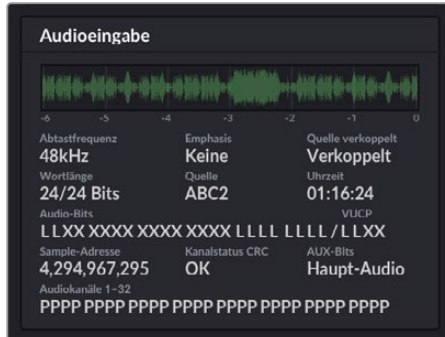 Audioeingabe
-6 -5 -4 -3 -2 -1 0
Abtastfrequenz Emphasis Quelle verkoppelt
48kHz Keine Verkoppelt
Wortlänge Quelle Uhrzeit
24/24 Bits ABC2 01:16:24
Audio-Bits VUCP
LLXX XXXX XXXX XXXX LLLL LLLL/LLXX
Sample-Adresse Kanalstatus CRC AUX-Bits
4,294,967,295 OK Haupt-Audio
Audiokanäle 1–32
PPPP PPPP PPPP PPPP PPPP PPPP PPPP PPPP